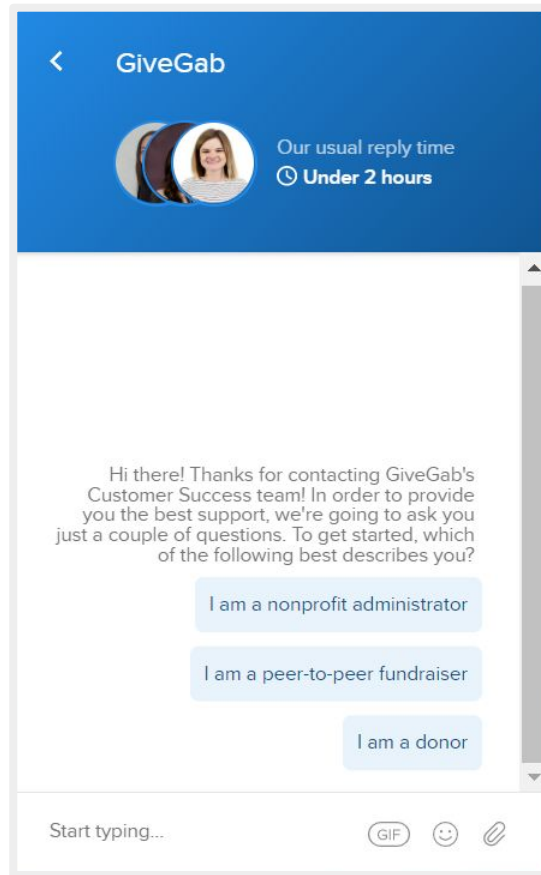 GiveGab
Our usual reply time
Under 2 hours
Hi there! Thanks for contacting GiveGab's
Customer Success team! In order to provide
you the best support, we're going to ask you
just a couple of questions. To get started, which
of the following best describes you?
I am a nonprofit administrator
I am a peer-to-peer fundraiser
I am a donor
Start typing...
GIF